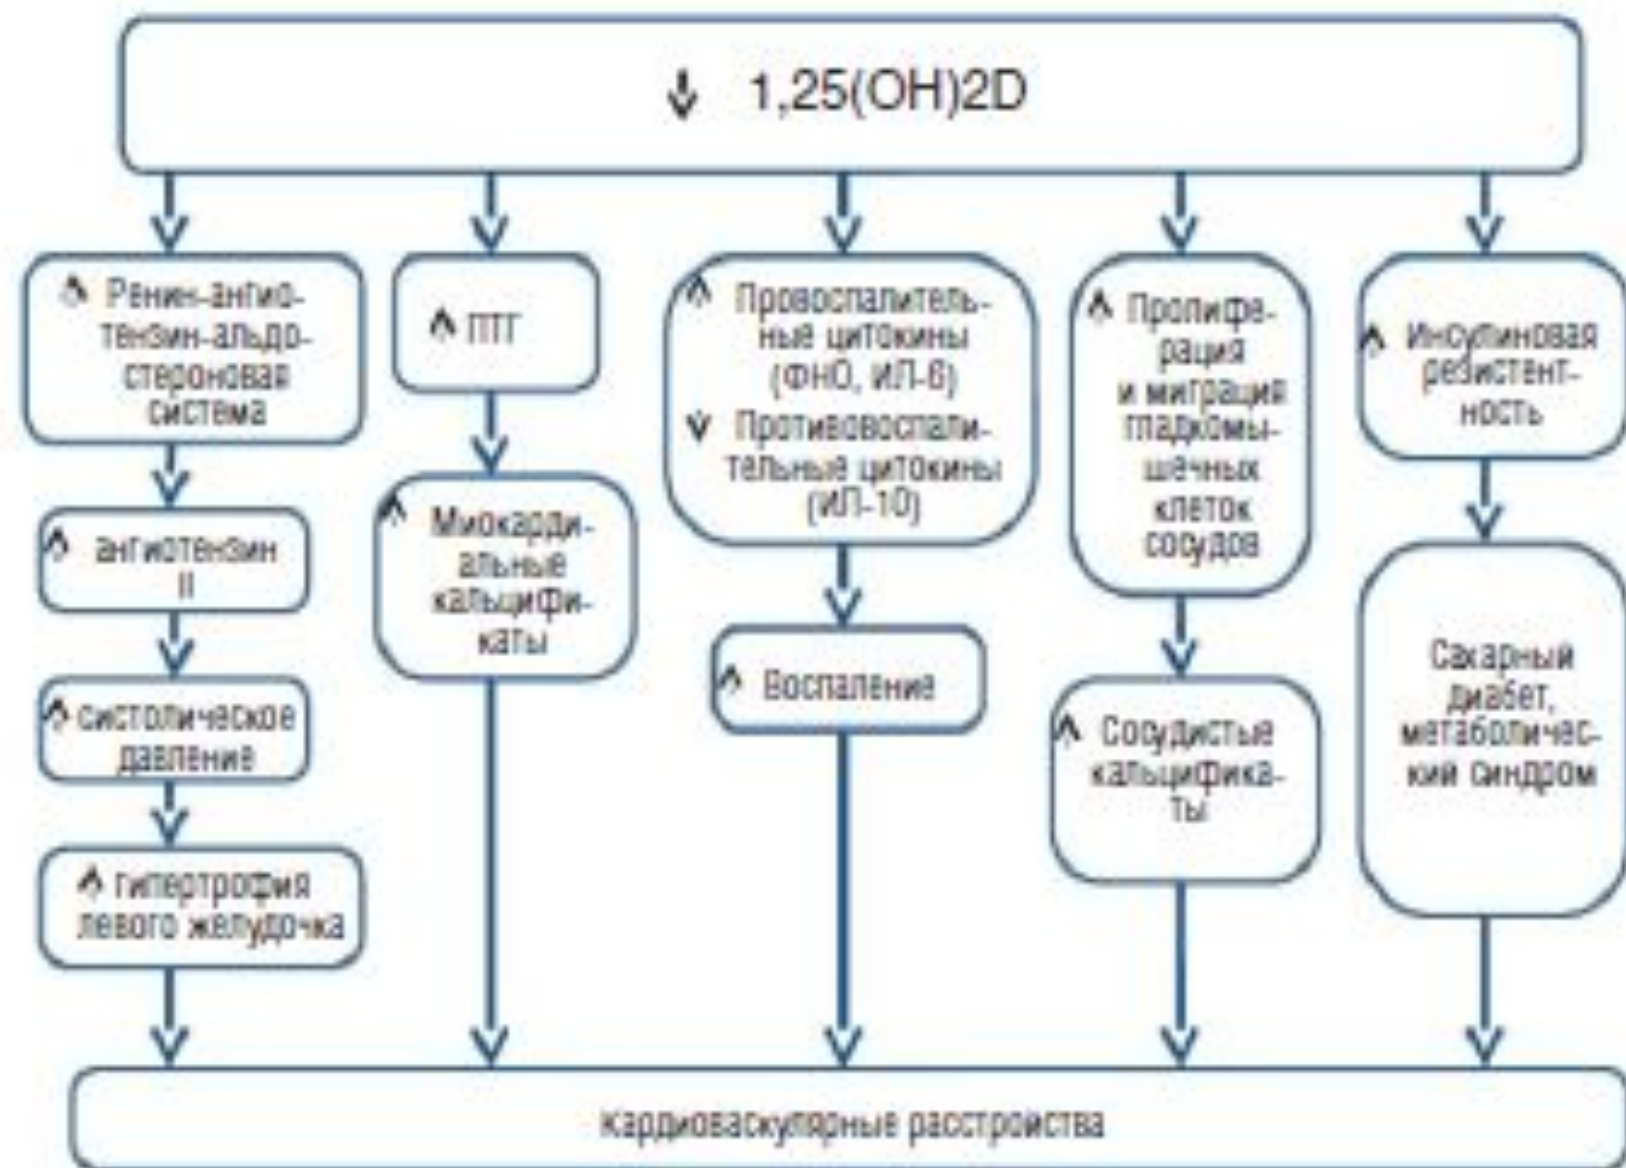 ↓ 1,25(OH)2D
↑ Ренин-ангио-
тензин-альдо-
стероновая
система
↑ ангиотензин
II
↑ систолическое
давление
↑ гипертрофия
левого желудочка
↑ ПТГ
↑ Миокарди-
альные
кальцифи-
каты
↑ Провоспалитель-
ные цитокины
(ФНО, ИЛ-6)
↓ Противовоспали-
тельные цитокины
(ИЛ-10)
↑ Воспаление
↑ Пролифе-
рация
и миграция
гладкомы-
шечных
клеток
сосудов
↑ Сосудистые
кальцифика-
ты
↑ Инсулиновая
резистент-
ность
Сахарный
диабет,
метаболичес-
кий синдром
Кардиоваскулярные расстройства